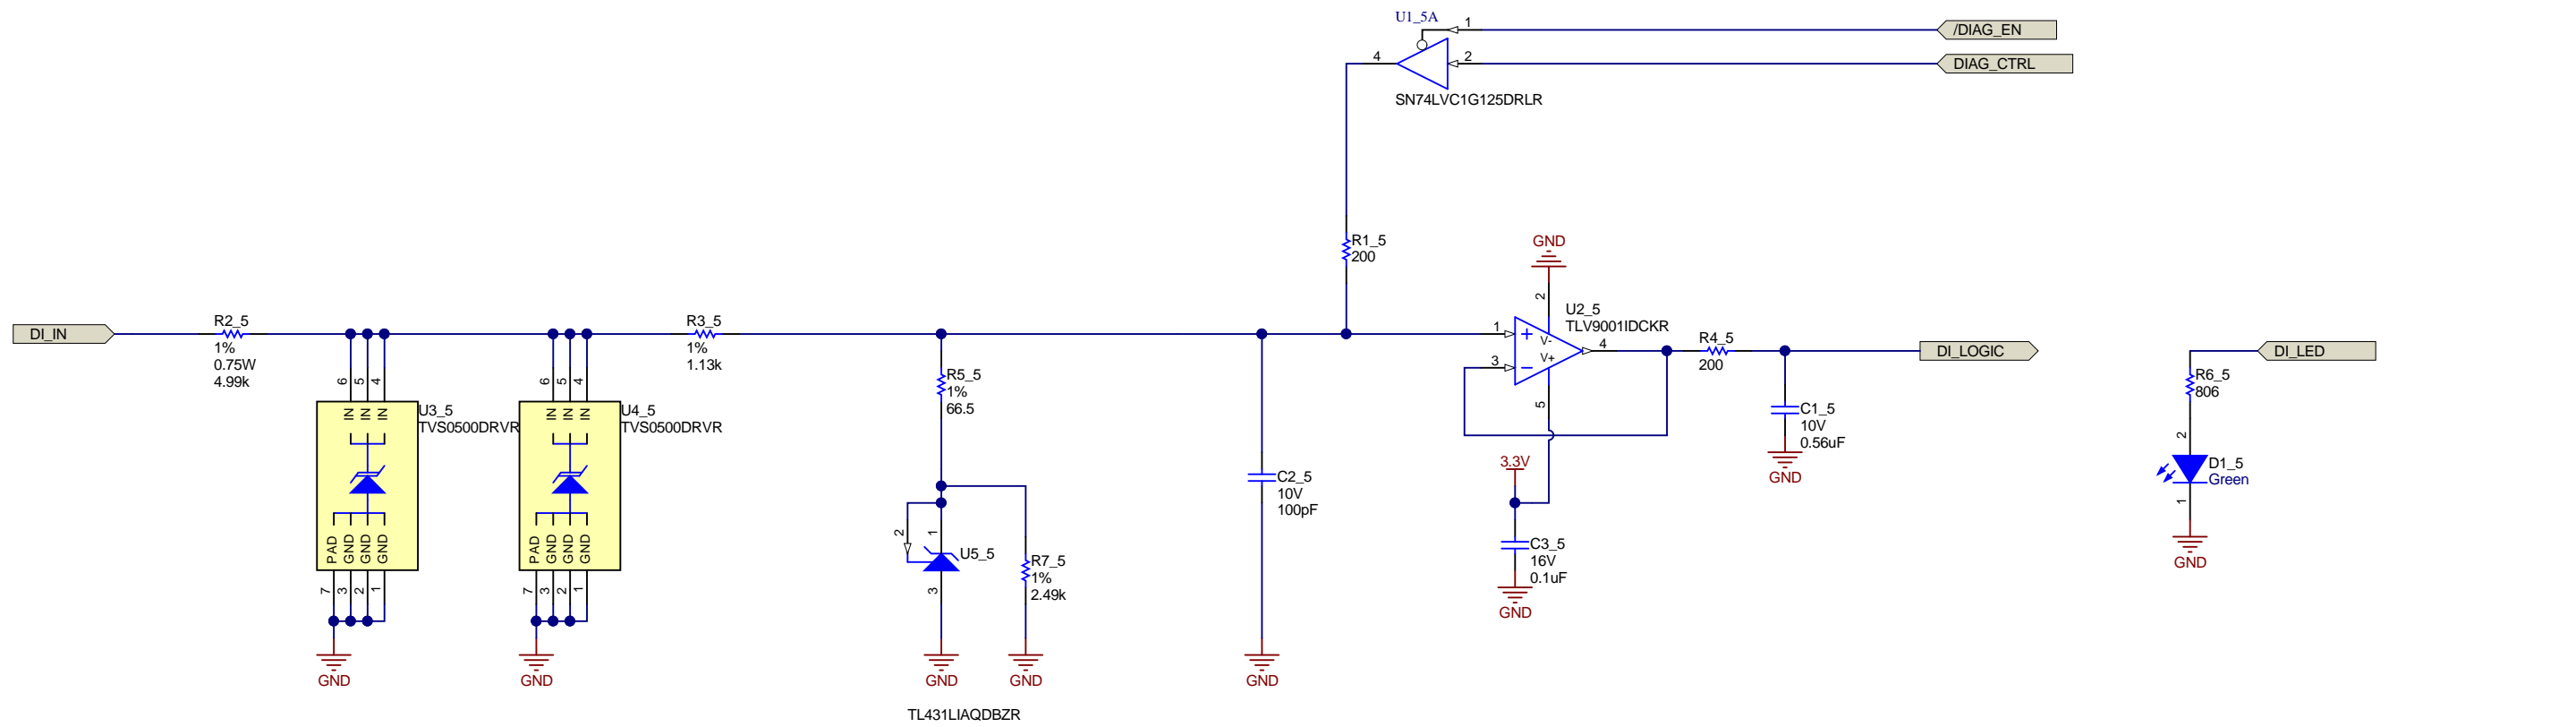 U1_5A
1
/DIAG_EN
4
2
DIAG_CTRL
SN74LVC1G125DRLR
R1_5
200
GND
2
U2_5
TLV9001IDCKR
DI_IN
R2_5
1%
0.75W
4.99k
R3_5
1%
1.13k
1
+
V-
V+
3
−
4
5
R4_5
200
DI_LOGIC
DI_LED
6
5
4
IN
IN
IN
U3_5
TVS0500DRVR
PAD
GND
GND
GND
7
3
2
1
GND
6
5
4
IN
IN
IN
U4_5
TVS0500DRVR
PAD
GND
GND
GND
7
3
2
1
GND
R5_5
1%
66.5
2
1
U5_5
3
GND
R7_5
1%
2.49k
GND
TL431LIAQDBZR
C2_5
10V
100pF
GND
3.3V
C3_5
16V
0.1uF
GND
C1_5
10V
0.56uF
GND
R6_5
806
2
D1_5
Green
1
GND